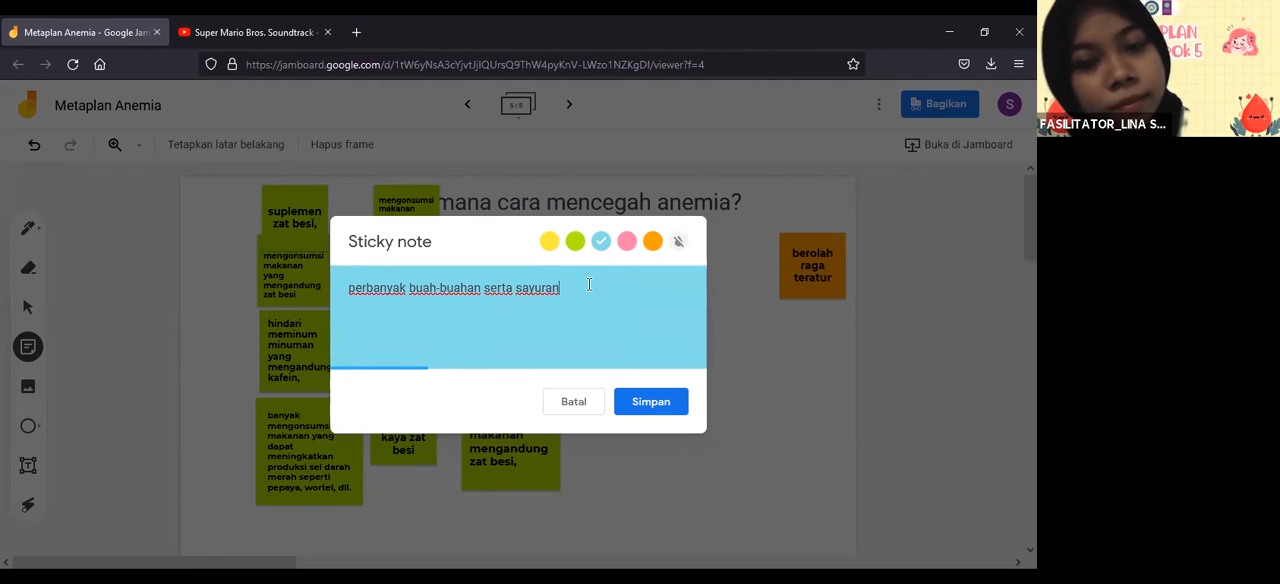 Metaplan Anemia - Google Jam
Super Mario Bros. Soundtrack -
https://jamboard.google.com/d/1tW6yNsA3cYjvtJjIQUrsQ9ThW4pyKnV-LWzo1NZKgDI/viewer?f=4
Metaplan Anemia
5/8
Bagikan
S
Tetapkan latar belakang
Hapus frame
Buka di Jamboard
mana cara mencegah anemia?
suplemen
zat besi,
mengonsumsi
makanan
mengonsumsi
makanan
yang
mengandung
zat besi
hindari
meminum
minuman
yang
mengandung
kafein,
banyak
mengonsumsi
makanan yang
dapat
meningkatkan
produksi sel darah
merah seperti
pepaya, wortel, dll.
kaya zat
besi
makanan
mengandung
zat besi,
berolah
raga
teratur
Sticky note
perbanyak buah-buahan serta sayuran
Batal
Simpan
PLAN
OK 5
FASILITATOR_LINA S...